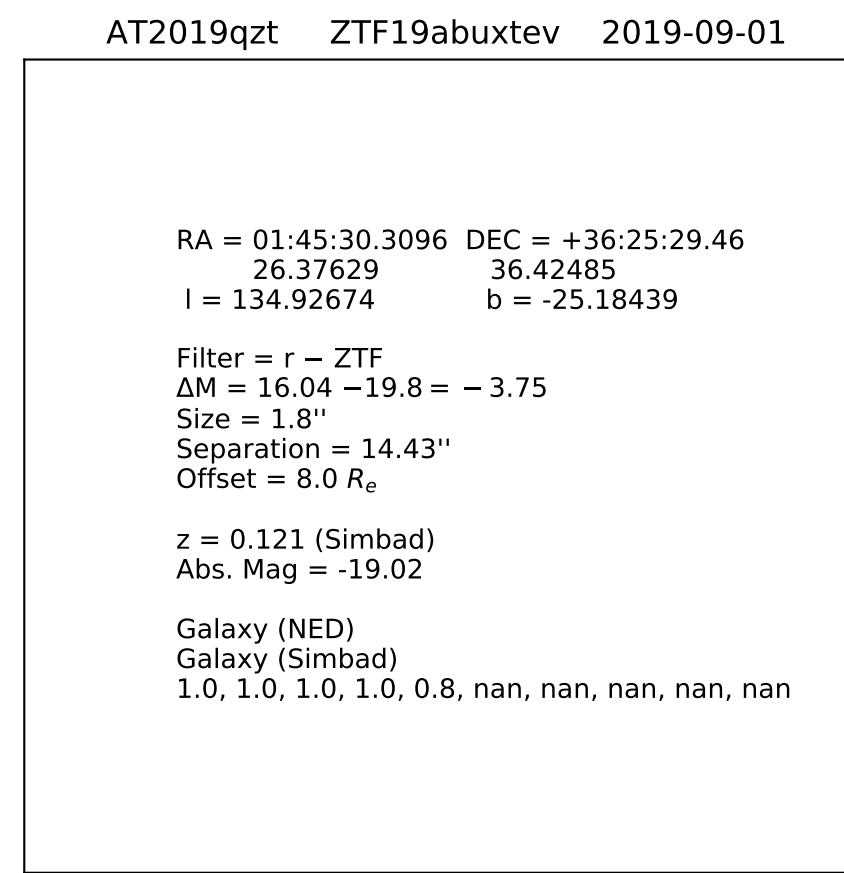 AT2019qzt ZTF19abuxtev 2019-09-01
RA = 01:45:30.3096 DEC = +36:25:29.46
26.37629 36.42485
l = 134.92674 b = -25.18439
Filter = r − ZTF
ΔM = 16.04 −19.8 = − 3.75
Size = 1.8''
Separation = 14.43''
Offset = 8.0 Rₑ
z = 0.121 (Simbad)
Abs. Mag = -19.02
Galaxy (NED)
Galaxy (Simbad)
1.0, 1.0, 1.0, 1.0, 0.8, nan, nan, nan, nan, nan